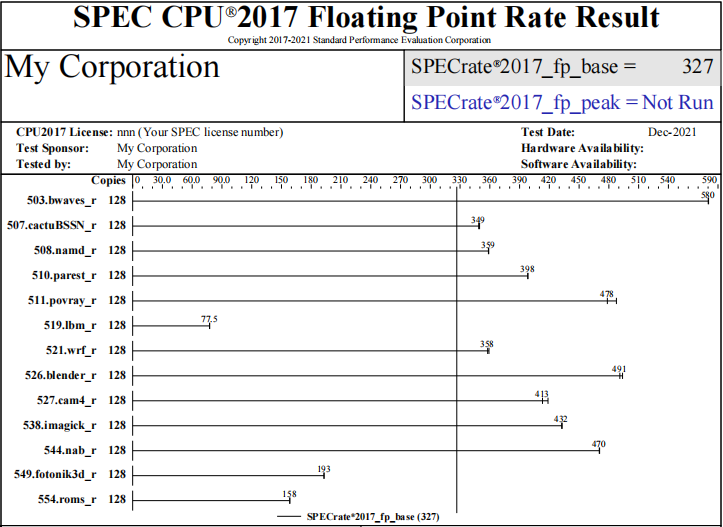 SPEC CPU®2017 Floating Point Rate Result
Copyright 2017-2021 Standard Performance Evaluation Corporation
My Corporation
SPECrate®2017_fp_base = 327
SPECrate®2017_fp_peak = Not Run
CPU2017 License: nnn (Your SPEC license number) Test Date: Dec-2021
Test Sponsor: My Corporation Hardware Availability:
Tested by: My Corporation Software Availability:
Copies 0 30.0 60.0 90.0 120 150 180 210 240 270 300 330 360 390 420 450 480 510 540 590
503.bwaves_r 128 580
507.cactuBSSN_r 128 349
508.namd_r 128 359
510.parest_r 128 398
511.povray_r 128 478
519.lbm_r 128 77.5
521.wrf_r 128 358
526.blender_r 128 491
527.cam4_r 128 413
538.imagick_r 128 432
544.nab_r 128 470
549.fotonik3d_r 128 193
554.roms_r 128 158
SPECrate®2017_fp_base (327)